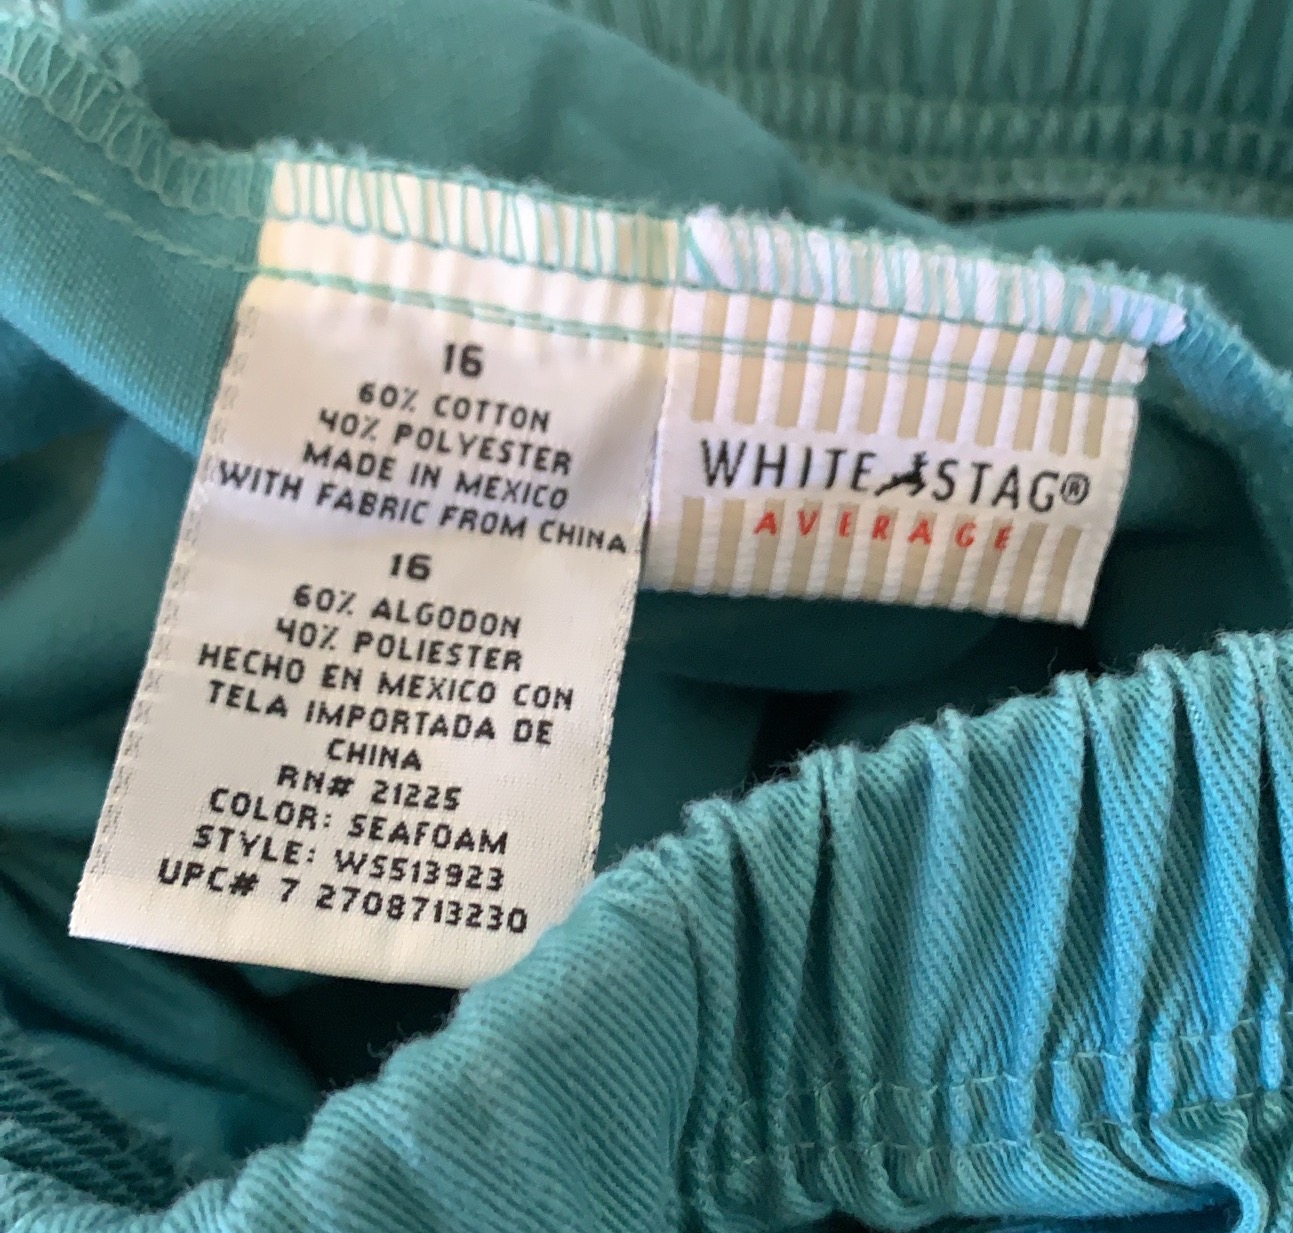 16
60% COTTON
40% POLYESTER
MADE IN MEXICO
WITH FABRIC FROM CHINA
16
60% ALGODON
40% POLIESTER
HECHO EN MEXICO CON
TELA IMPORTADA DE
CHINA
RN# 21225
COLOR: SEAFOAM
STYLE: WS513923
UPC# 7 2708713230
WHITE STAG®
AVERAGE